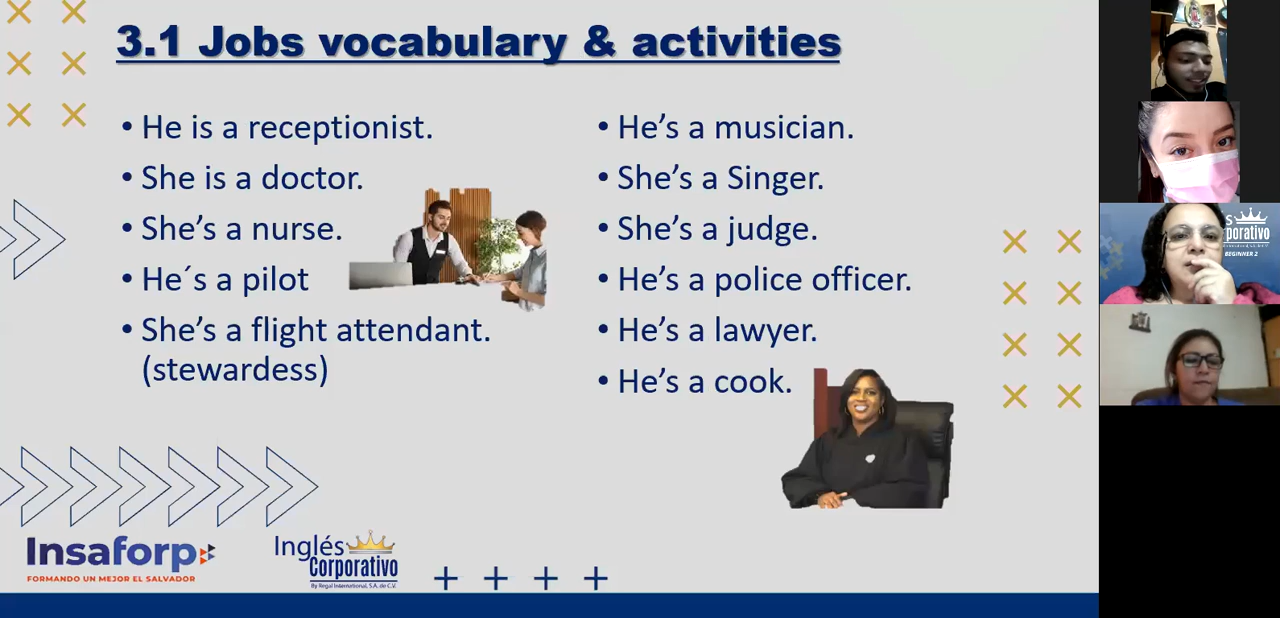 3.1 Jobs vocabulary & activities
• He is a receptionist.
• She is a doctor.
• She’s a nurse.
• He´s a pilot
• She’s a flight attendant.
(stewardess)
• He’s a musician.
• She’s a Singer.
• She’s a judge.
• He’s a police officer.
• He’s a lawyer.
• He’s a cook.
Insaforp
FORMANDO UN MEJOR EL SALVADOR
Inglés
Corporativo
By Regal International, S.A. de C.V.
s
porativo
BEGINNER 2